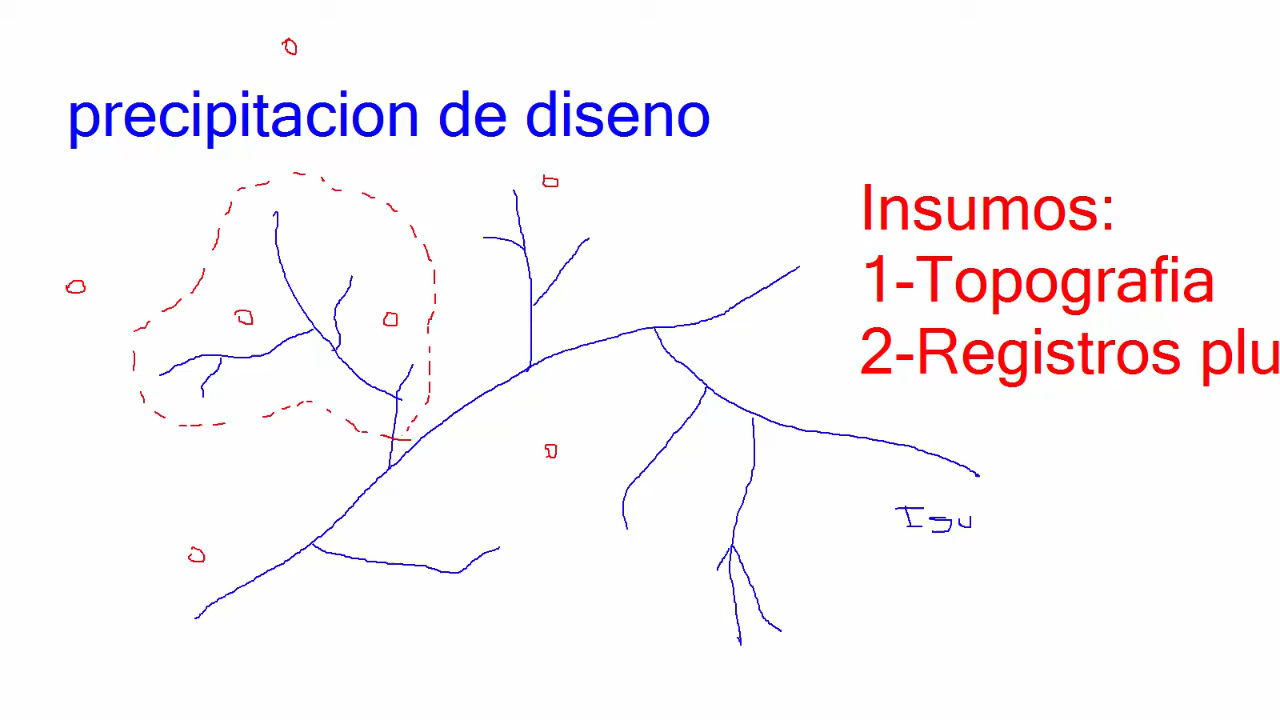 precipitacion de diseno
Insumos:
1-Topografia
2-Registros plu